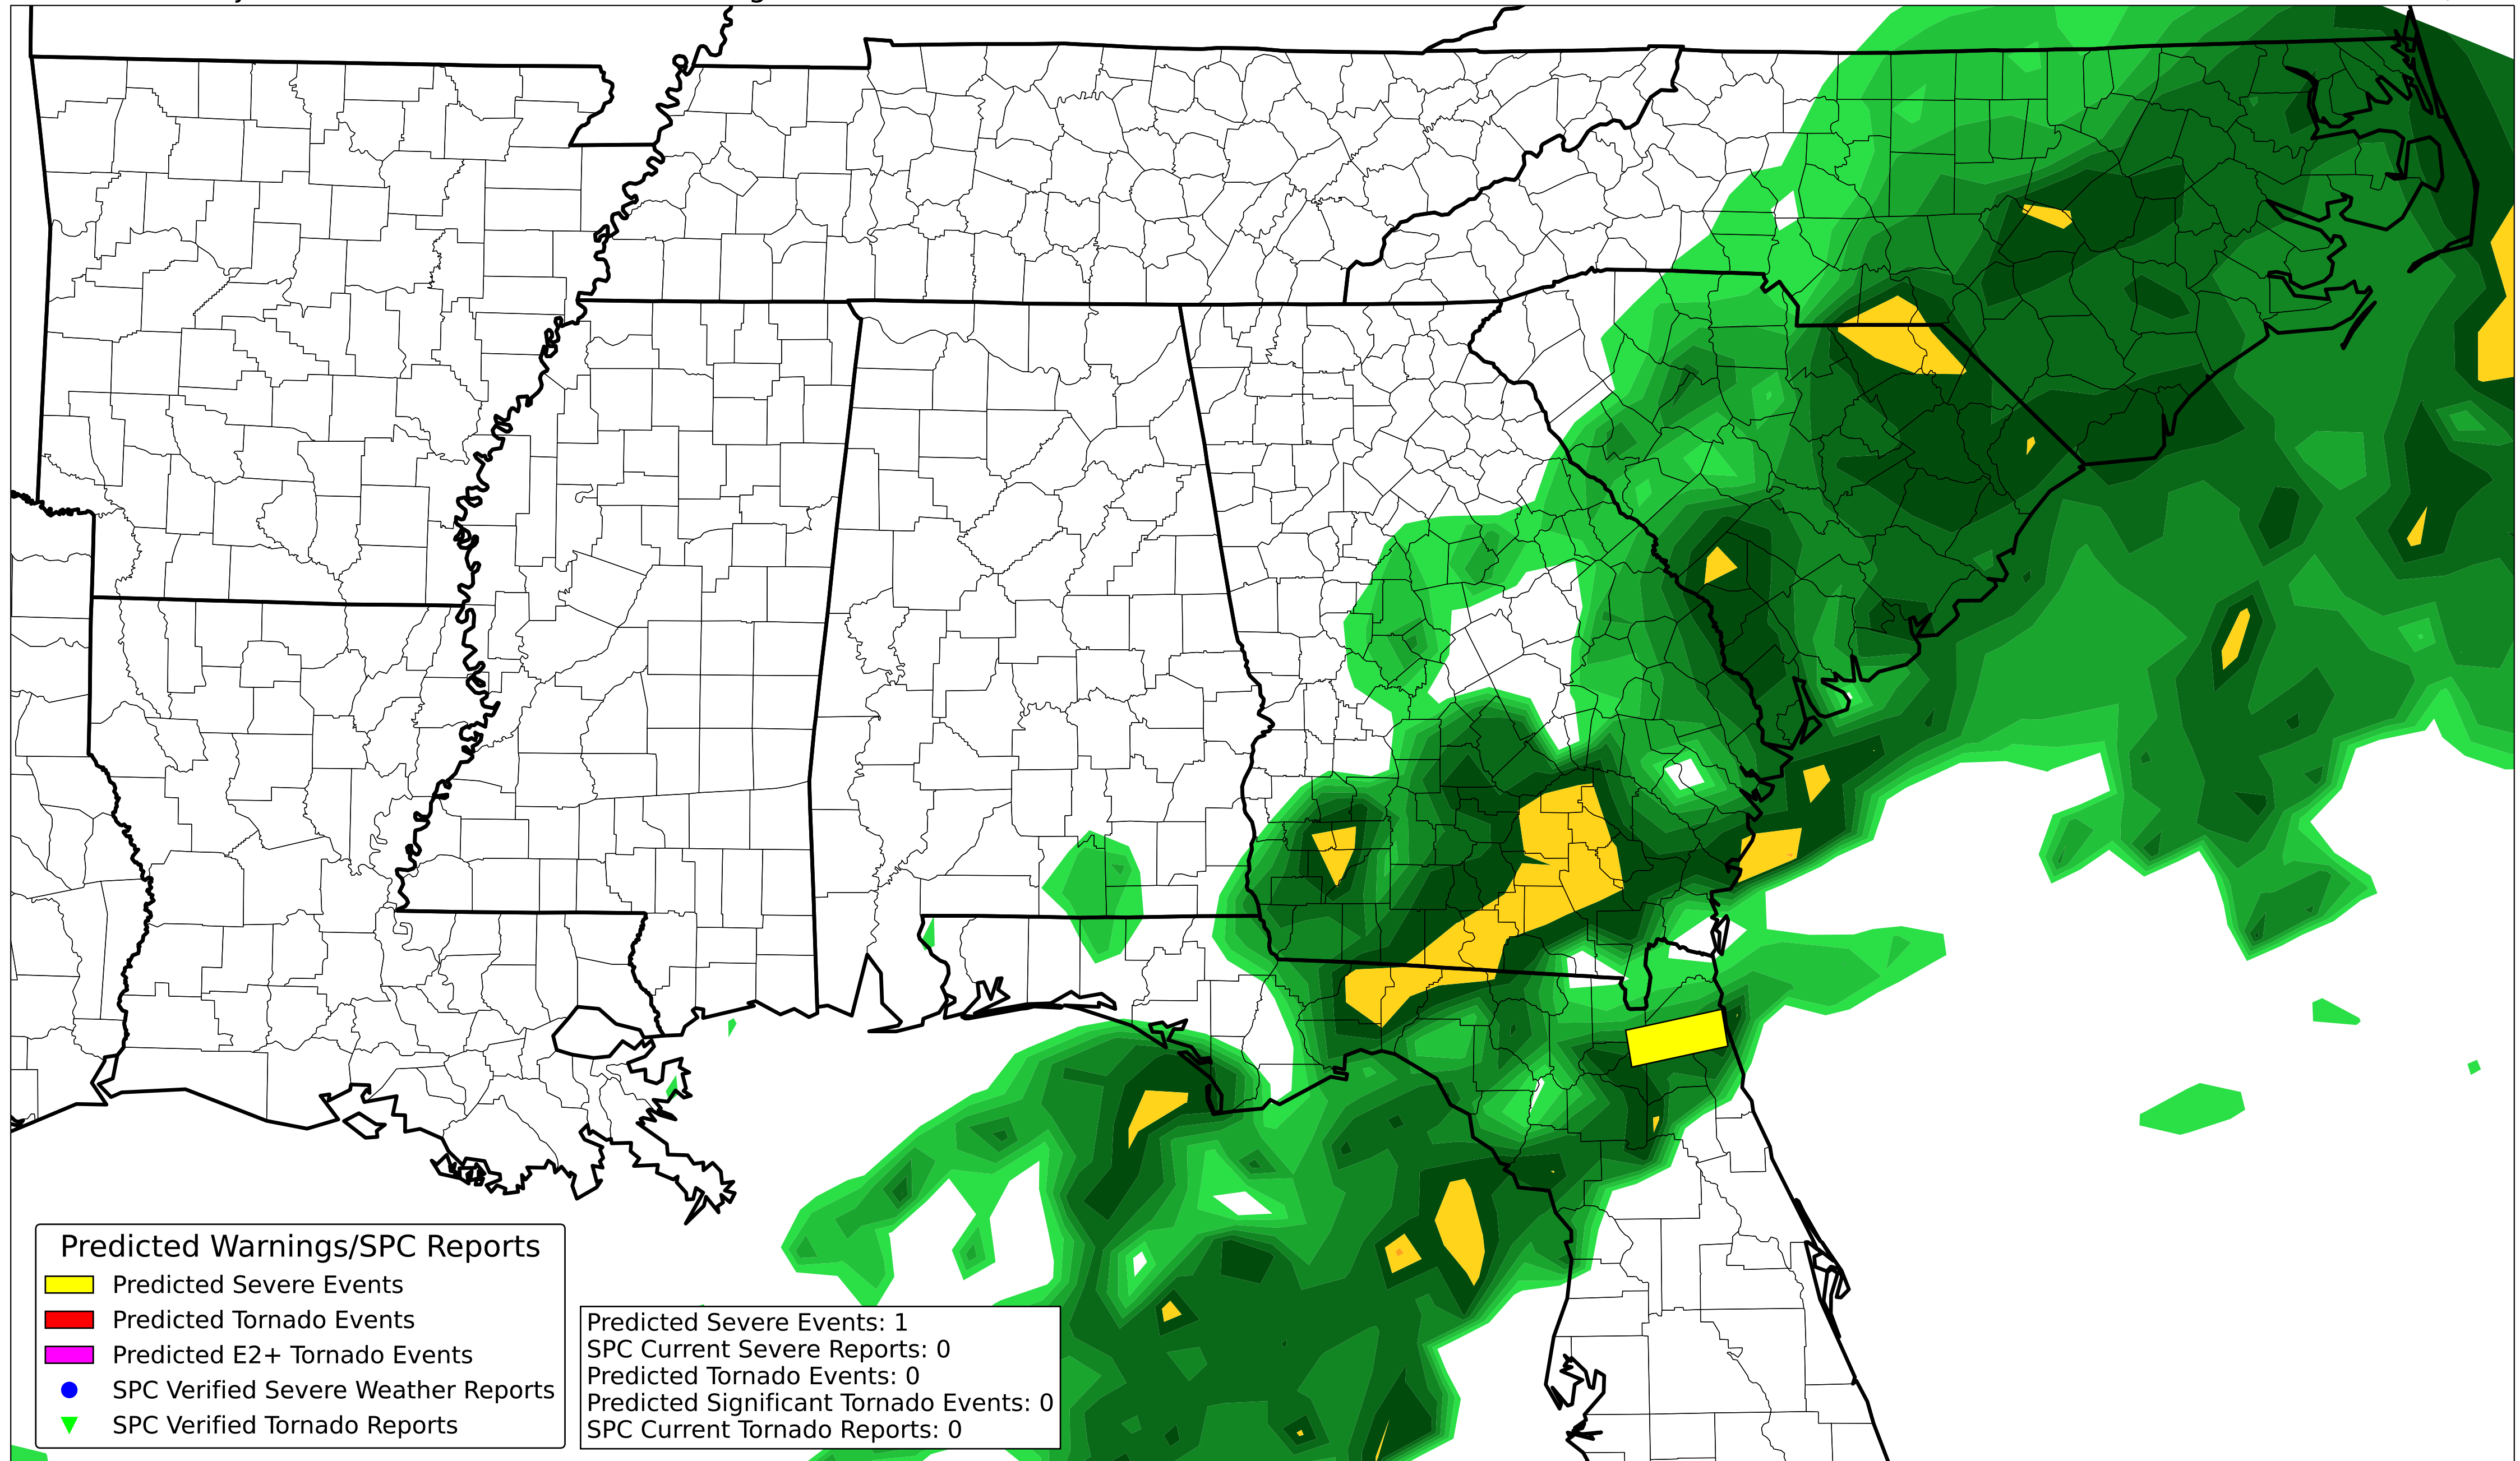 Predicted Warnings/SPC Reports
Predicted Severe Events
Predicted Tornado Events
Predicted E2+ Tornado Events
SPC Verified Severe Weather Reports
SPC Verified Tornado Reports
Predicted Severe Events: 1
SPC Current Severe Reports: 0
Predicted Tornado Events: 0
Predicted Significant Tornado Events: 0
SPC Current Tornado Reports: 0